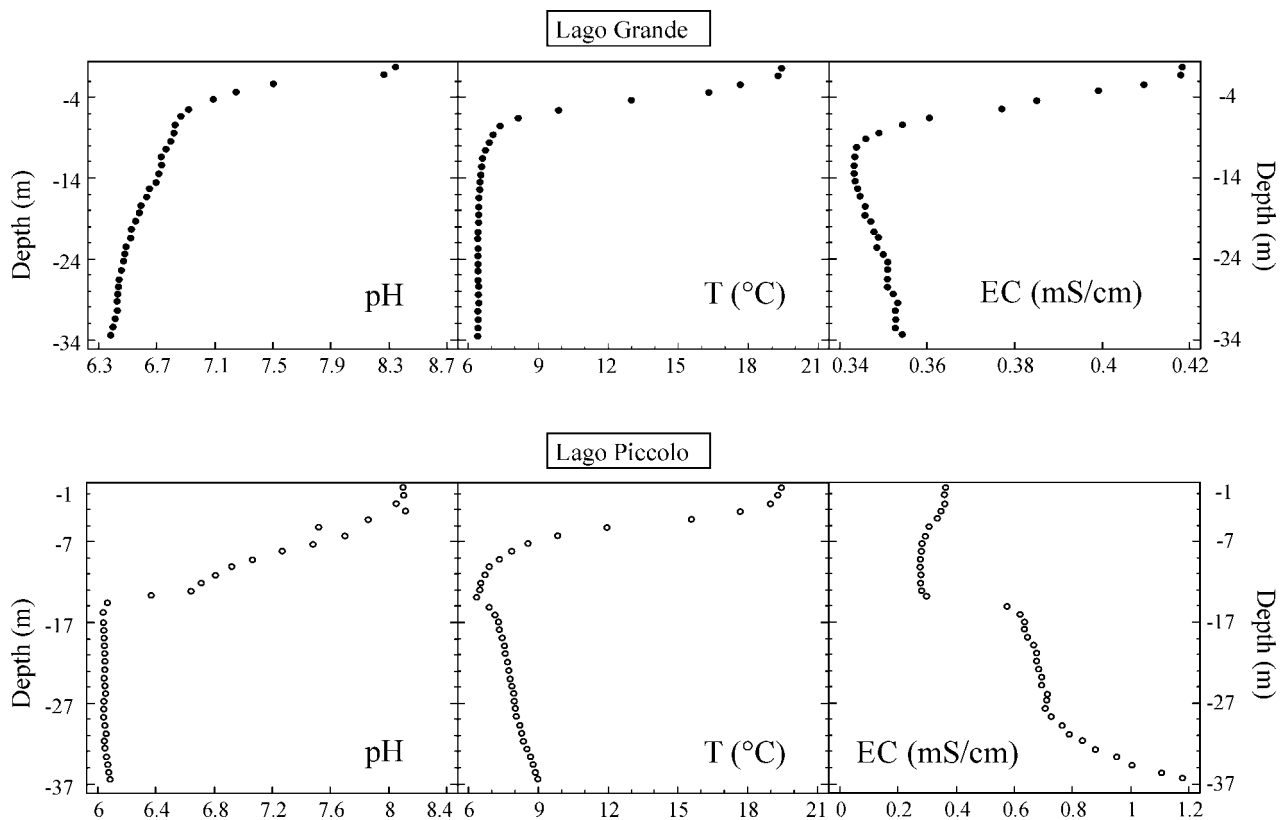 Lago Grande
-4
-14
-24
-34
Depth (m)
pH
T (°C)
EC (mS/cm)
-4
-14
-24
-34
Depth (m)
6.3 6.7 7.1 7.5 7.9 8.3 8.7
6 9 12 15 18 21
0.34 0.36 0.38 0.4 0.42
Lago Piccolo
-1
-7
-17
-27
-37
Depth (m)
pH
T (°C)
EC (mS/cm)
-1
-7
-17
-27
-37
Depth (m)
6 6.4 6.8 7.2 7.6 8 8.4
6 9 12 15 18 21
0 0.2 0.4 0.6 0.8 1 1.2